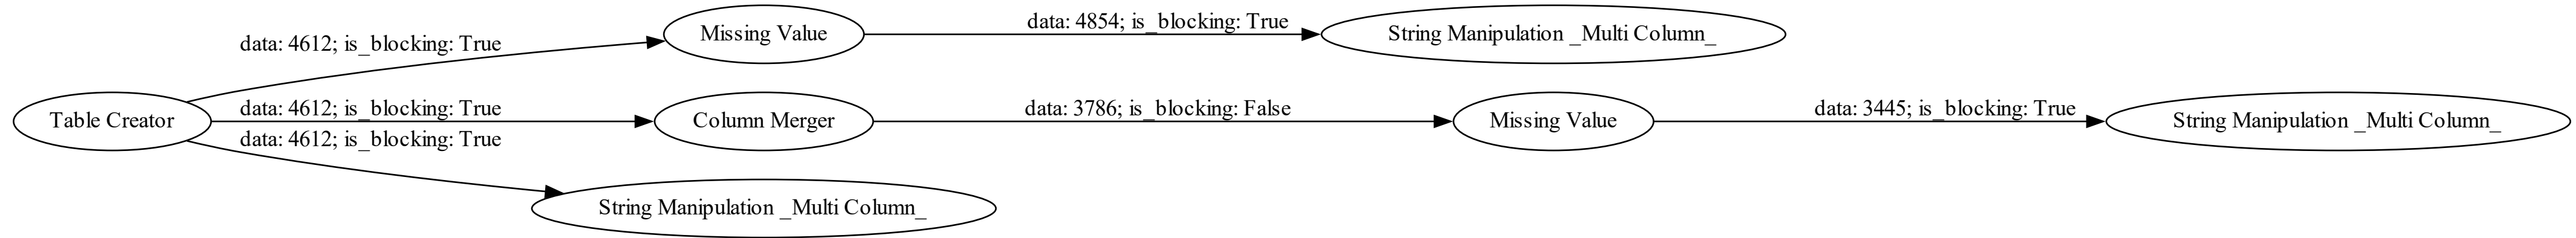 data: 4612; is_blocking: True
Missing Value
data: 4854; is_blocking: True
String Manipulation _Multi Column_
Table Creator
data: 4612; is_blocking: True
Column Merger
data: 3786; is_blocking: False
Missing Value
data: 3445; is_blocking: True
String Manipulation _Multi Column_
data: 4612; is_blocking: True
String Manipulation _Multi Column_